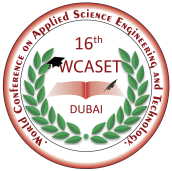 .World Conference on Applied Science Engineering and Technology.
16th
WCASET
DUBAI